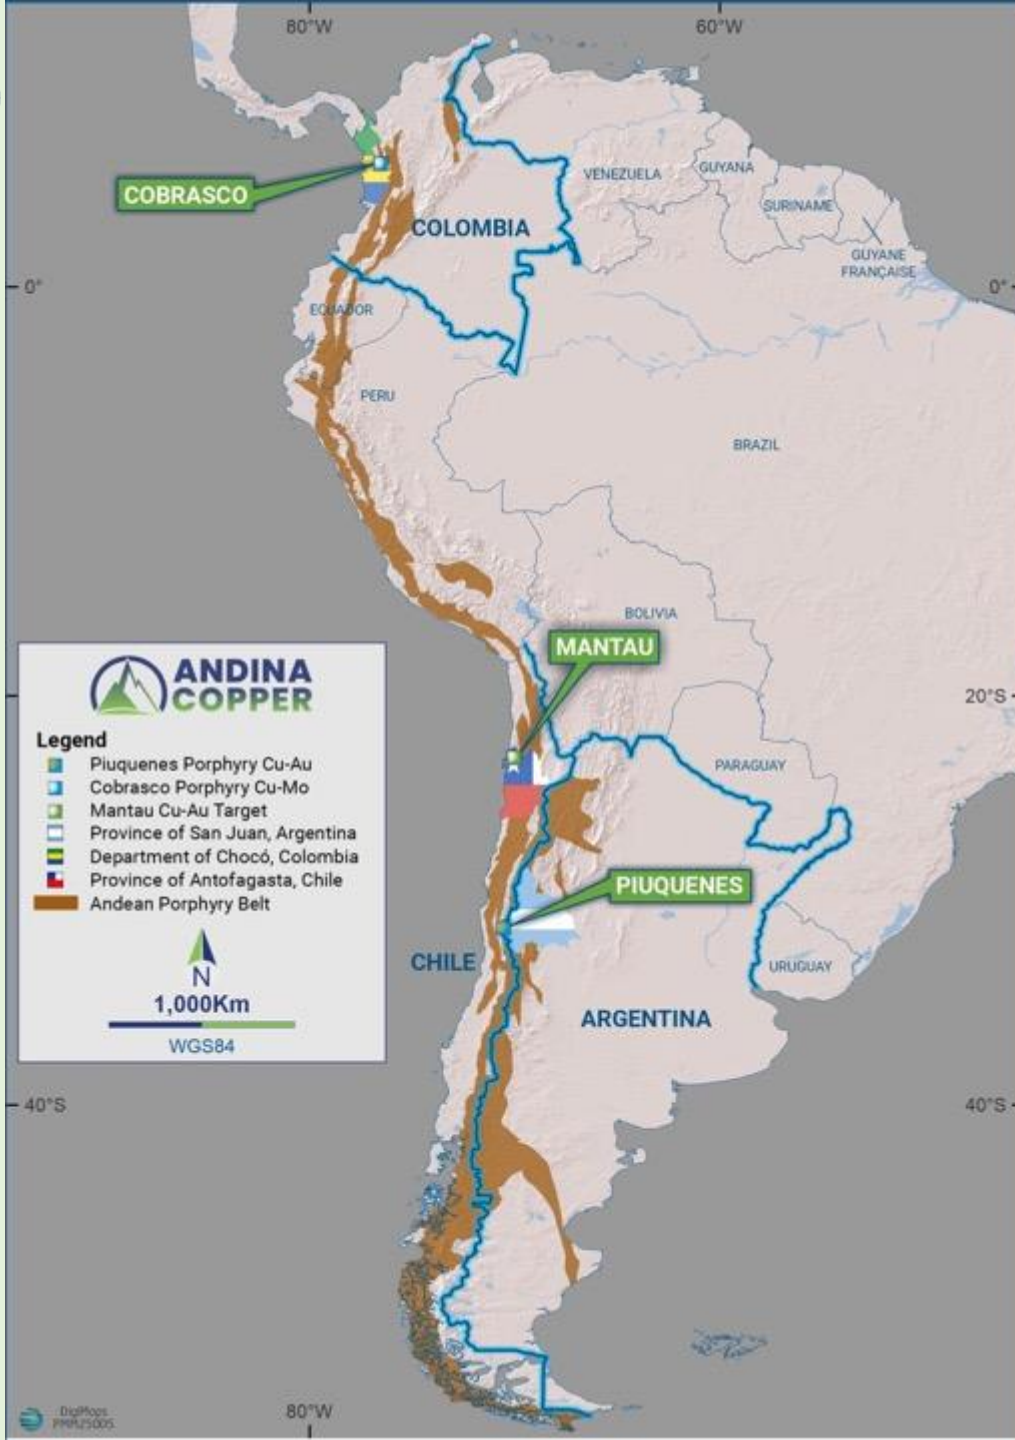 80°W
60°W
COBRASCO
VENEZUELA
GUYANA
SURINAME
COLOMBIA
GUYANE
FRANÇAISE
0°
0°
ECUADOR
PERU
BRAZIL
BOLIVIA
MANTAU
20°S
PARAGUAY
ANDINA
COPPER
Legend
Piuquenes Porphyry Cu-Au
Cobrasco Porphyry Cu-Mo
Mantau Cu-Au Target
Province of San Juan, Argentina
Department of Chocó, Colombia
Province of Antofagasta, Chile
Andean Porphyry Belt
N
1,000Km
WGS84
PIUQUENES
CHILE
URUGUAY
ARGENTINA
40°S
40°S
80°W
DigiMaps
PMM2500S